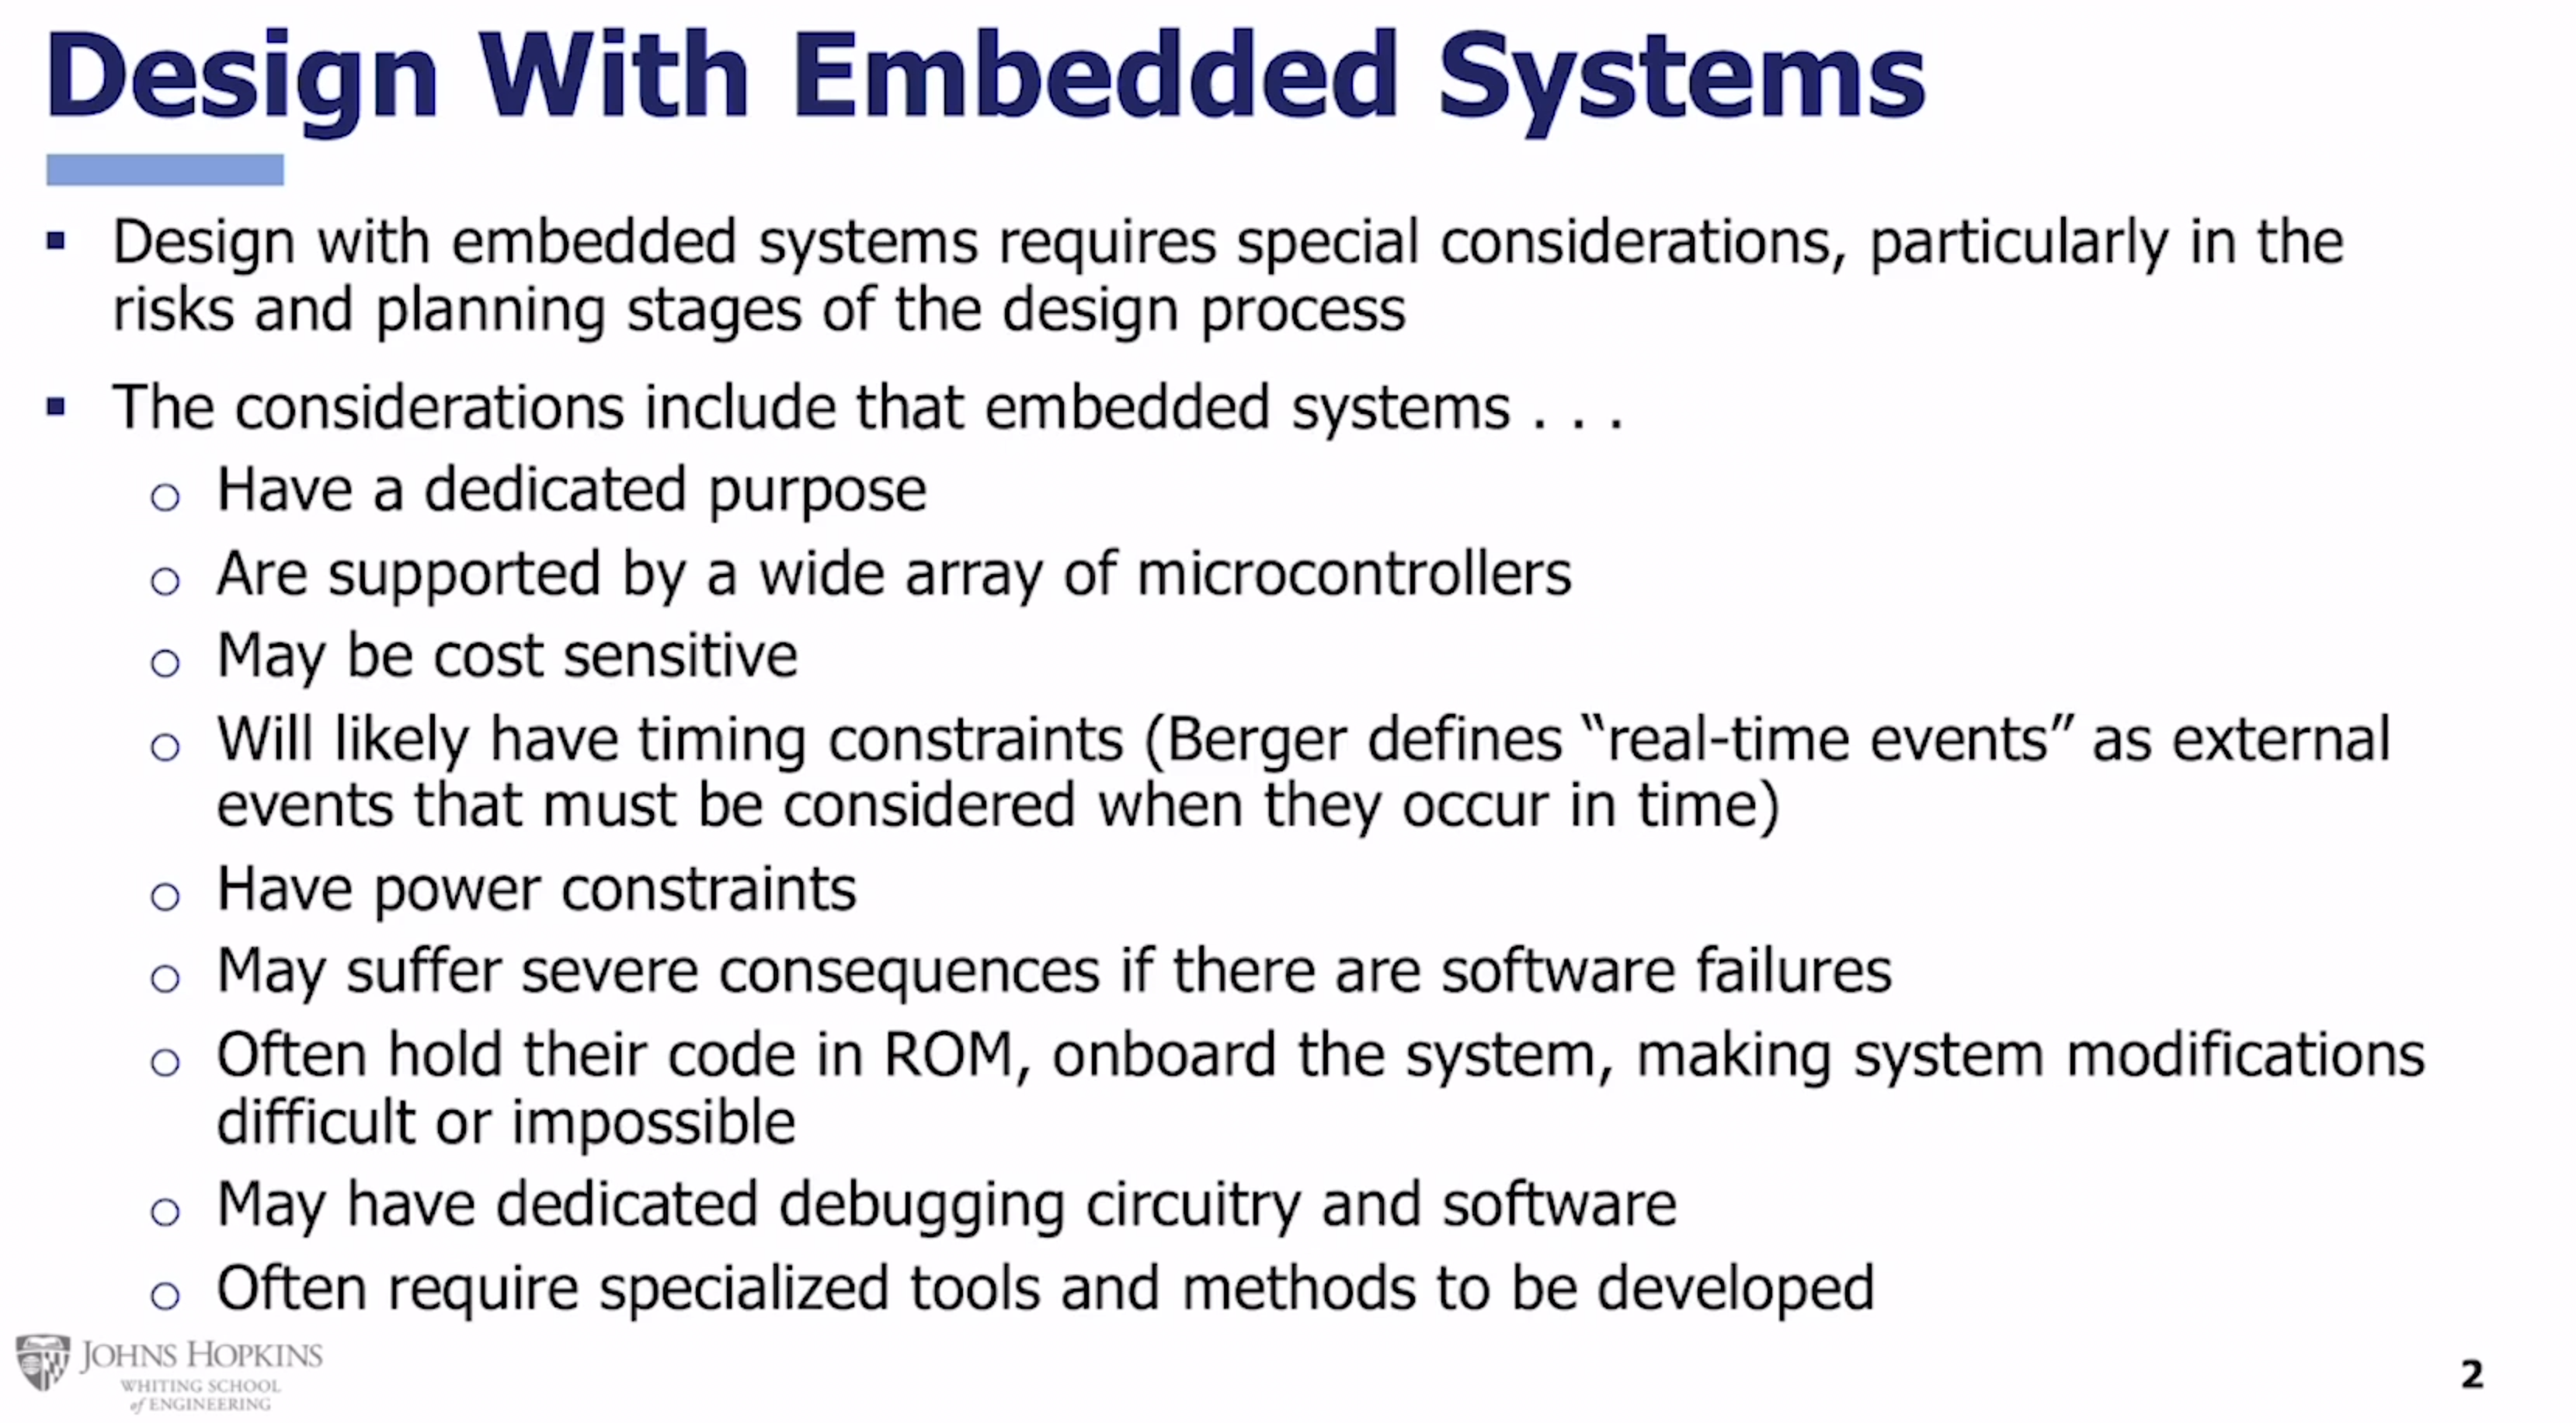 Design With Embedded Systems
▪ Design with embedded systems requires special considerations, particularly in the
risks and planning stages of the design process
▪ The considerations include that embedded systems . . .
○ Have a dedicated purpose
○ Are supported by a wide array of microcontrollers
○ May be cost sensitive
○ Will likely have timing constraints (Berger defines “real-time events” as external
events that must be considered when they occur in time)
○ Have power constraints
○ May suffer severe consequences if there are software failures
○ Often hold their code in ROM, onboard the system, making system modifications
difficult or impossible
○ May have dedicated debugging circuitry and software
○ Often require specialized tools and methods to be developed
JOHNS HOPKINS
WHITING SCHOOL
of ENGINEERING
2